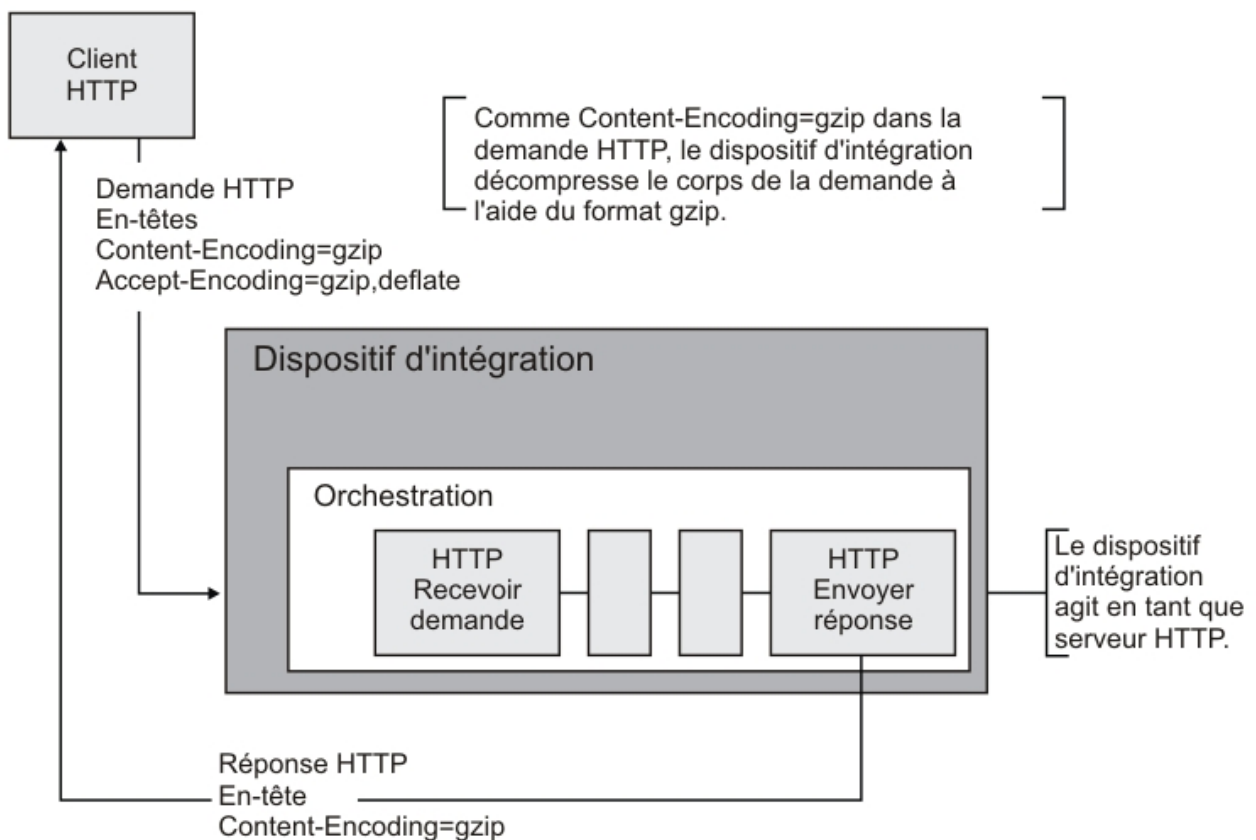 Client
HTTP
Comme Content-Encoding=gzip dans la
demande HTTP, le dispositif d'intégration
décompresse le corps de la demande à
l'aide du format gzip.
Demande HTTP
En-têtes
Content-Encoding=gzip
Accept-Encoding=gzip,deflate
Dispositif d'intégration
Orchestration
HTTP
Recevoir
demande
HTTP
Envoyer
réponse
Le dispositif
d'intégration
agit en tant que
serveur HTTP.
Réponse HTTP
En-tête
Content-Encoding=gzip